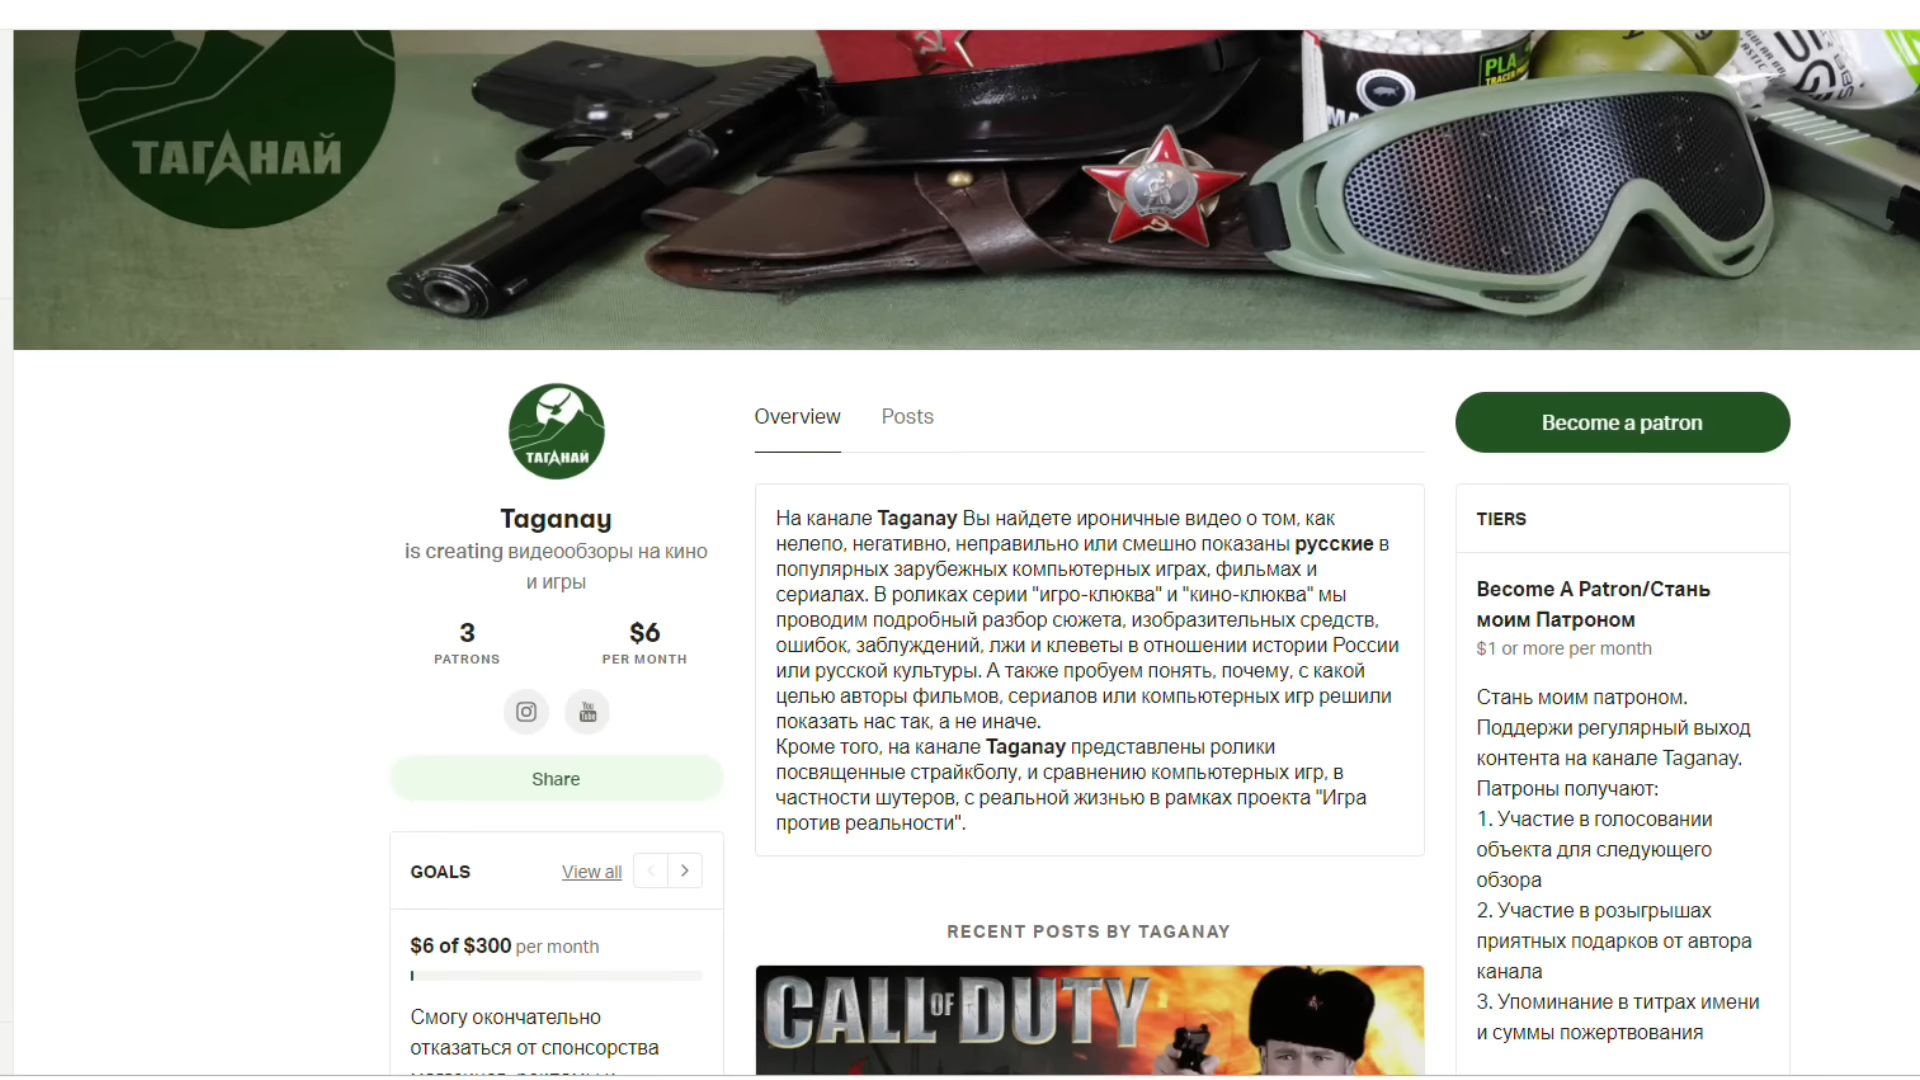 ТАГАНАЙ
PLA
TRACER
MA
ТАГАНАЙ
Taganay
is creating видеообзоры на кино
и игры
3
PATRONS
$6
PER MONTH
You
Tube
Share
GOALS
View all
$6 of $300 per month
Смогу окончательно
отказаться от спонсорства
Overview
Posts
На канале Taganay Вы найдете ироничные видео о том, как
нелепо, негативно, неправильно или смешно показаны русские в
популярных зарубежных компьютерных играх, фильмах и
сериалах. В роликах серии "игро-клюква" и "кино-клюква" мы
проводим подробный разбор сюжета, изобразительных средств,
ошибок, заблуждений, лжи и клеветы в отношении истории России
или русской культуры. А также пробуем понять, почему, с какой
целью авторы фильмов, сериалов или компьютерных игр решили
показать нас так, а не иначе.
Кроме того, на канале Taganay представлены ролики
посвященные страйкболу, и сравнению компьютерных игр, в
частности шутеров, с реальной жизнью в рамках проекта "Игра
против реальности".
RECENT POSTS BY TAGANAY
CALL OF DUTY
Become a patron
TIERS
Become A Patron/Стань
моим Патроном
$1 or more per month
Стань моим патроном.
Поддержи регулярный выход
контента на канале Taganay.
Патроны получают:
1. Участие в голосовании
объекта для следующего
обзора
2. Участие в розыгрышах
приятных подарков от автора
канала
3. Упоминание в титрах имени
и суммы пожертвования